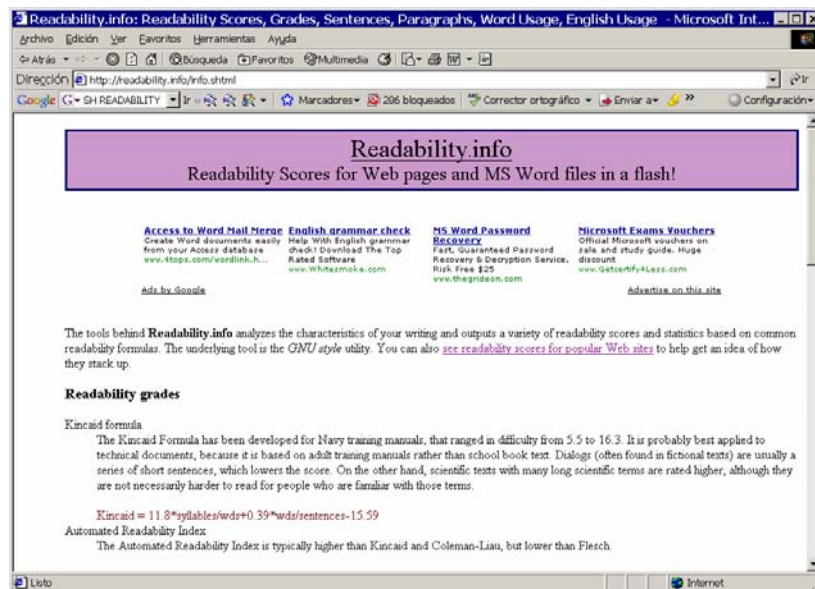 Readability.info: Readability Scores, Grades, Sentences, Paragraphs, Word Usage, English Usage - Microsoft Int...
Archivo Edición Ver Favoritos Herramientas Ayuda
Atrás Búsqueda Favoritos Multimedia
Dirección http://readability.info/info.shtml Ir
Google G SH READABILITY Ir Marcadores 206 bloqueados Corrector ortográfico Enviar a Configuración
Readability.info
Readability Scores for Web pages and MS Word files in a flash!
Access to Word Mail Merge English grammar check MS Word Password Microsoft Exams Vouchers
Create Word documents easily Help With English grammar Recovery Official Microsoft vouchers on
from your Access database check! Download The Top Fast, Guaranteed Password sale and study guide. Huge
www.4tops.com/wordlink.h... Rated Software Recovery & Decryption Service, discount
www.Whitesmoke.com Risk Free $25 www.Getcertify4Less.com
www.thegrideon.com
Ads by Google Advertise on this site
The tools behind Readability.info analyzes the characteristics of your writing and outputs a variety of readability scores and statistics based on common
readability formulas. The underlying tool is the GNU style utility. You can also see readability scores for popular Web sites to help get an idea of how
they stack up.
Readability grades
Kincaid formula
The Kincaid Formula has been developed for Navy training manuals, that ranged in difficulty from 5.5 to 16.3. It is probably best applied to
technical documents, because it is based on adult training manuals rather than school book text. Dialogs (often found in fictional texts) are usually a
series of short sentences, which lowers the score. On the other hand, scientific texts with many long scientific terms are rated higher, although they
are not necessarily harder to read for people who are familiar with those terms.
Kincaid = 11.8*syllables/wds+0.39*wds/sentences-15.59
Automated Readability Index
The Automated Readability Index is typically higher than Kincaid and Coleman-Liau, but lower than Flesch.
Listo Internet